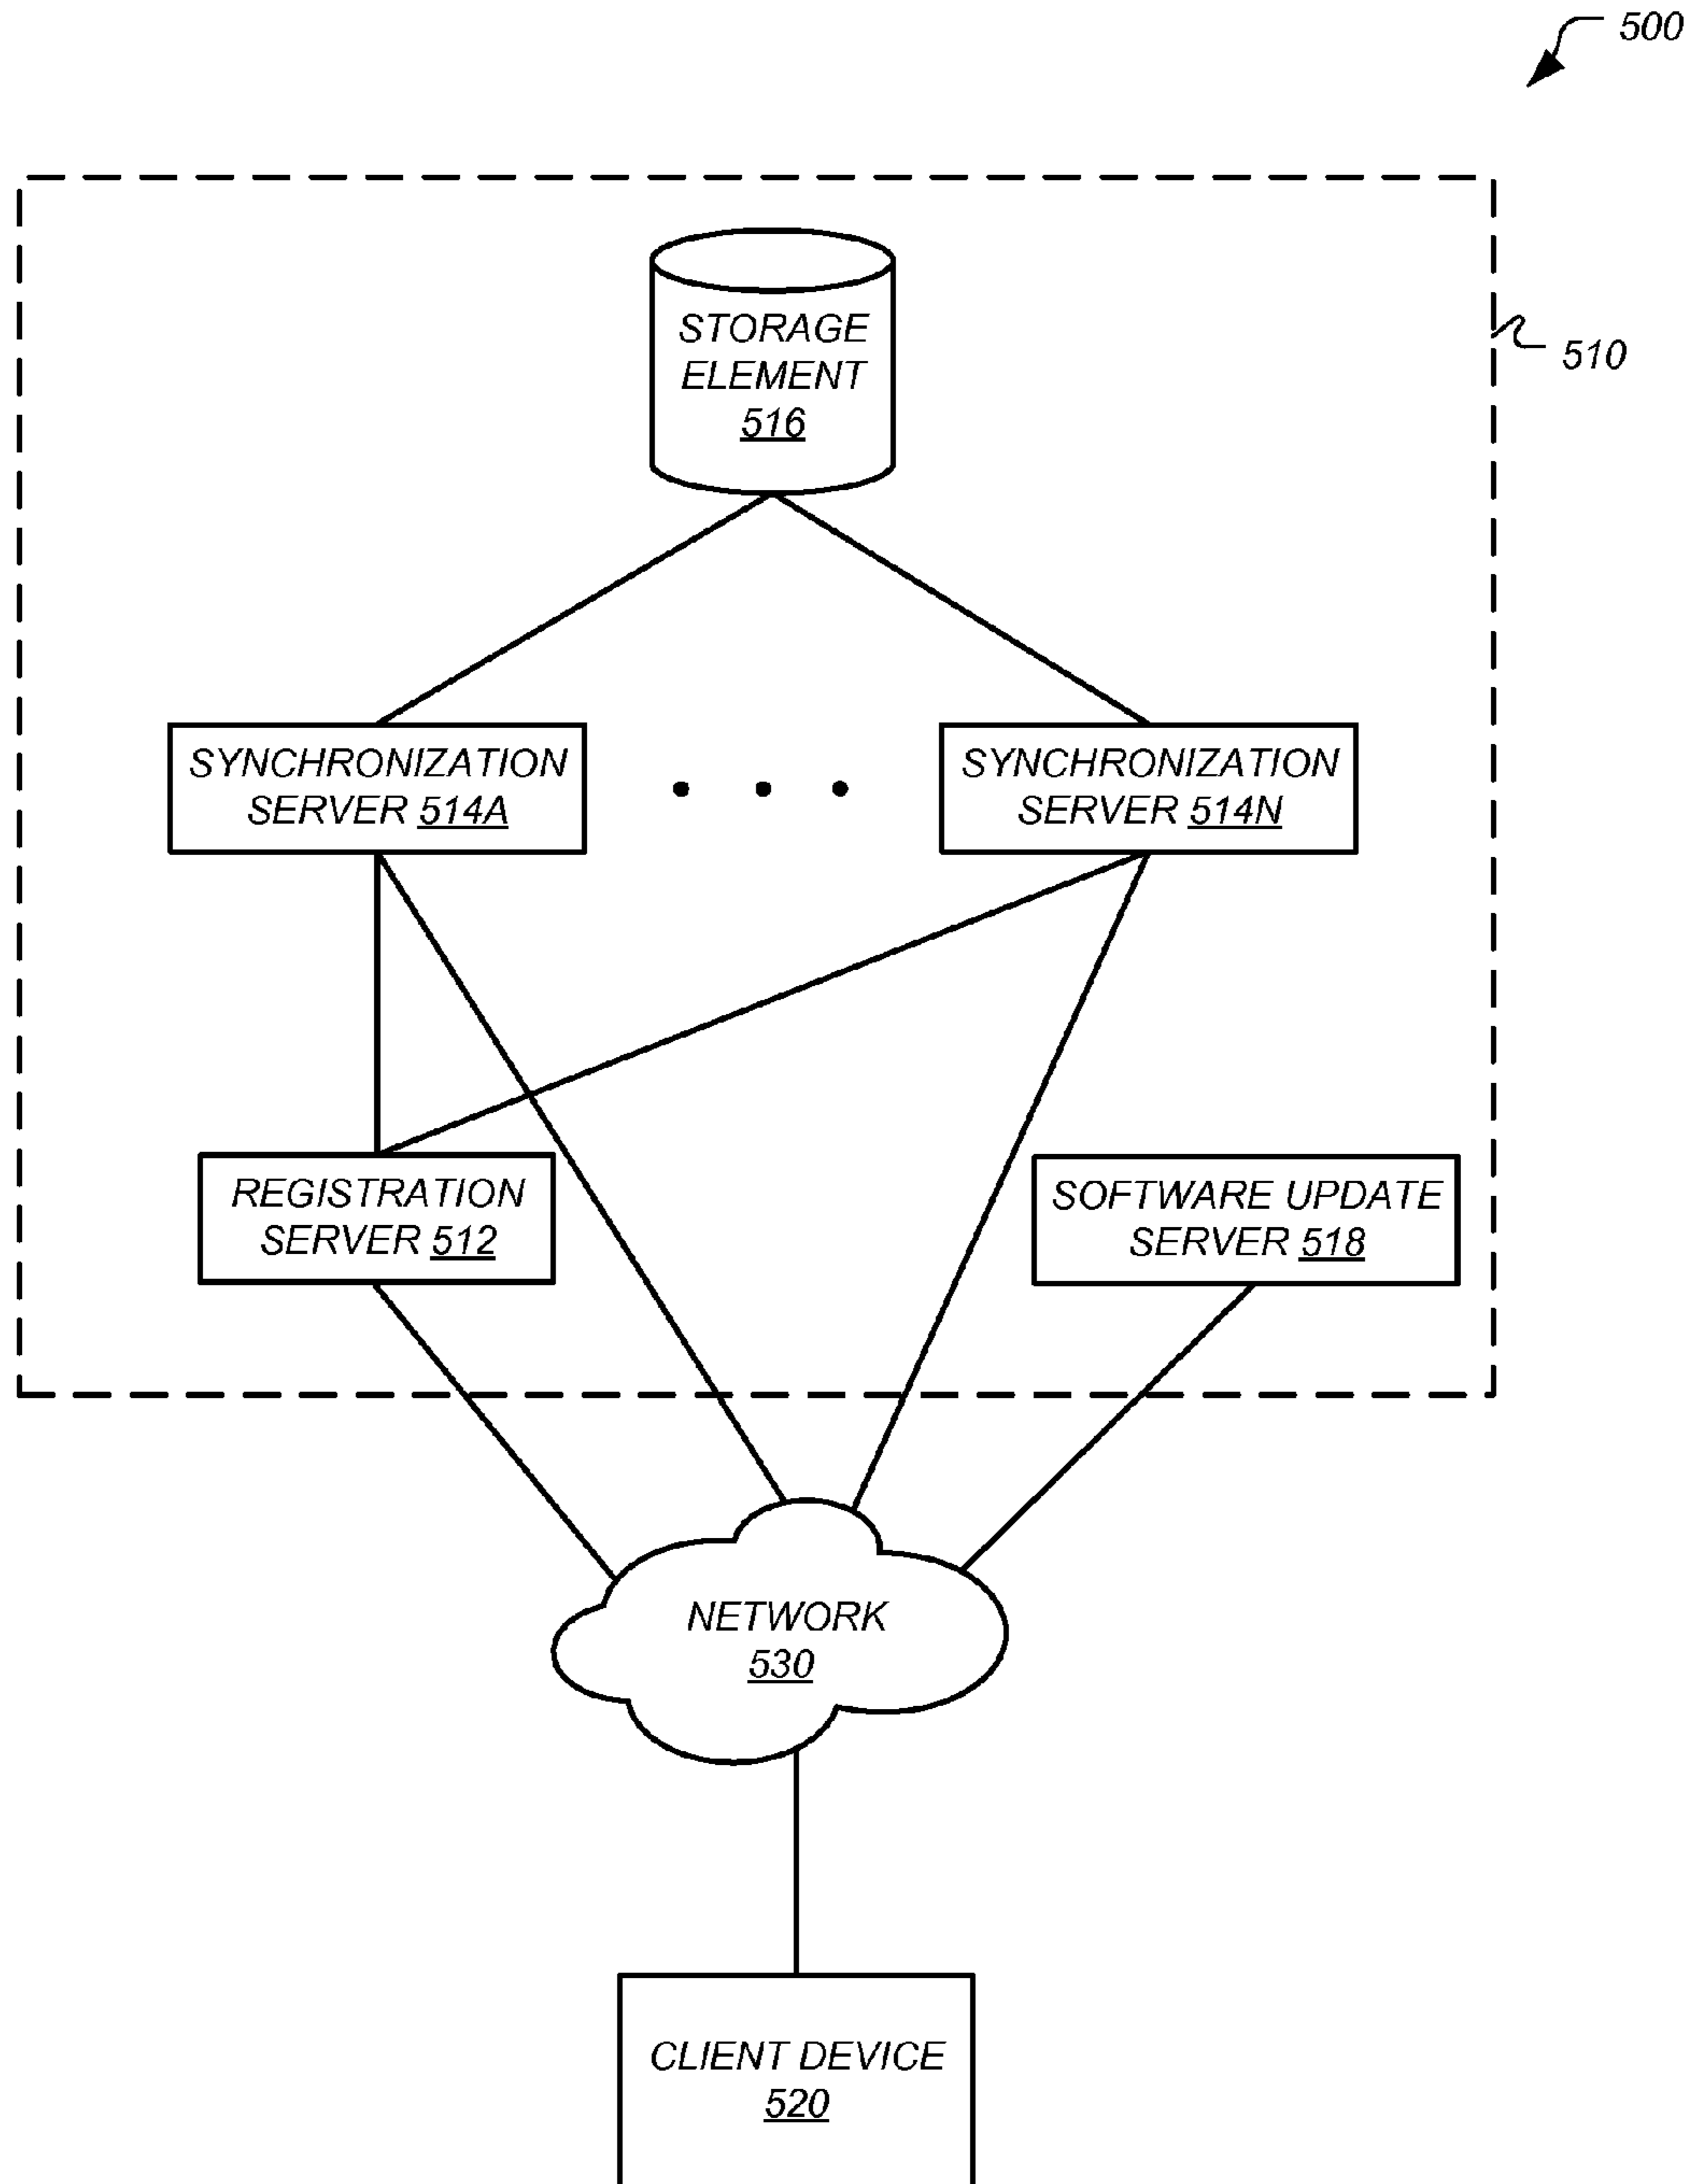 500
510
STORAGE
ELEMENT
516
SYNCHRONIZATION
SERVER 514A
SYNCHRONIZATION
SERVER 514N
REGISTRATION
SERVER 512
SOFTWARE UPDATE
SERVER 518
NETWORK
530
CLIENT DEVICE
520